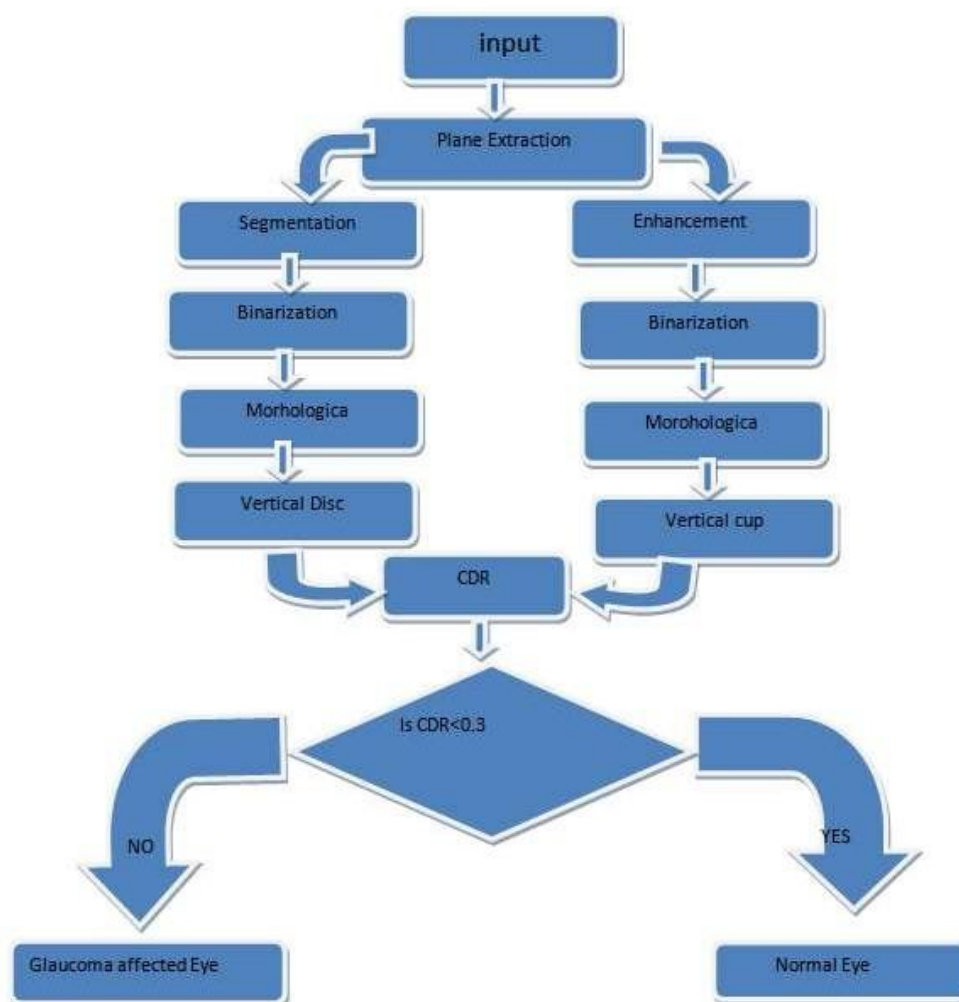 input
Plane Extraction
Segmentation
Enhancement
Binarization
Binarization
Morhologica
Morohologica
Vertical Disc
Vertical cup
CDR
Is CDR<0.3
NO
YES
Glaucoma affected Eye
Normal Eye